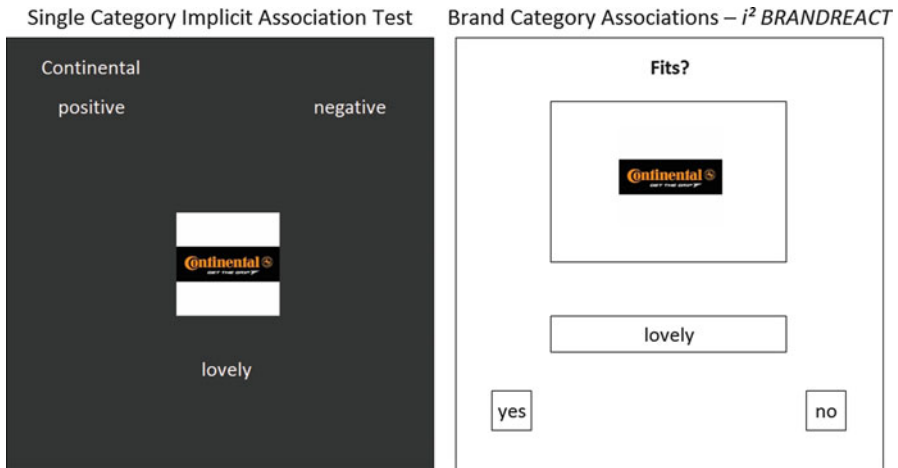 Single Category Implicit Association Test
Brand Category Associations – i² BRANDREACT
Continental
positive
negative
Continental
GET THE GRIP
lovely
Fits?
Continental
GET THE GRIP
lovely
yes
no